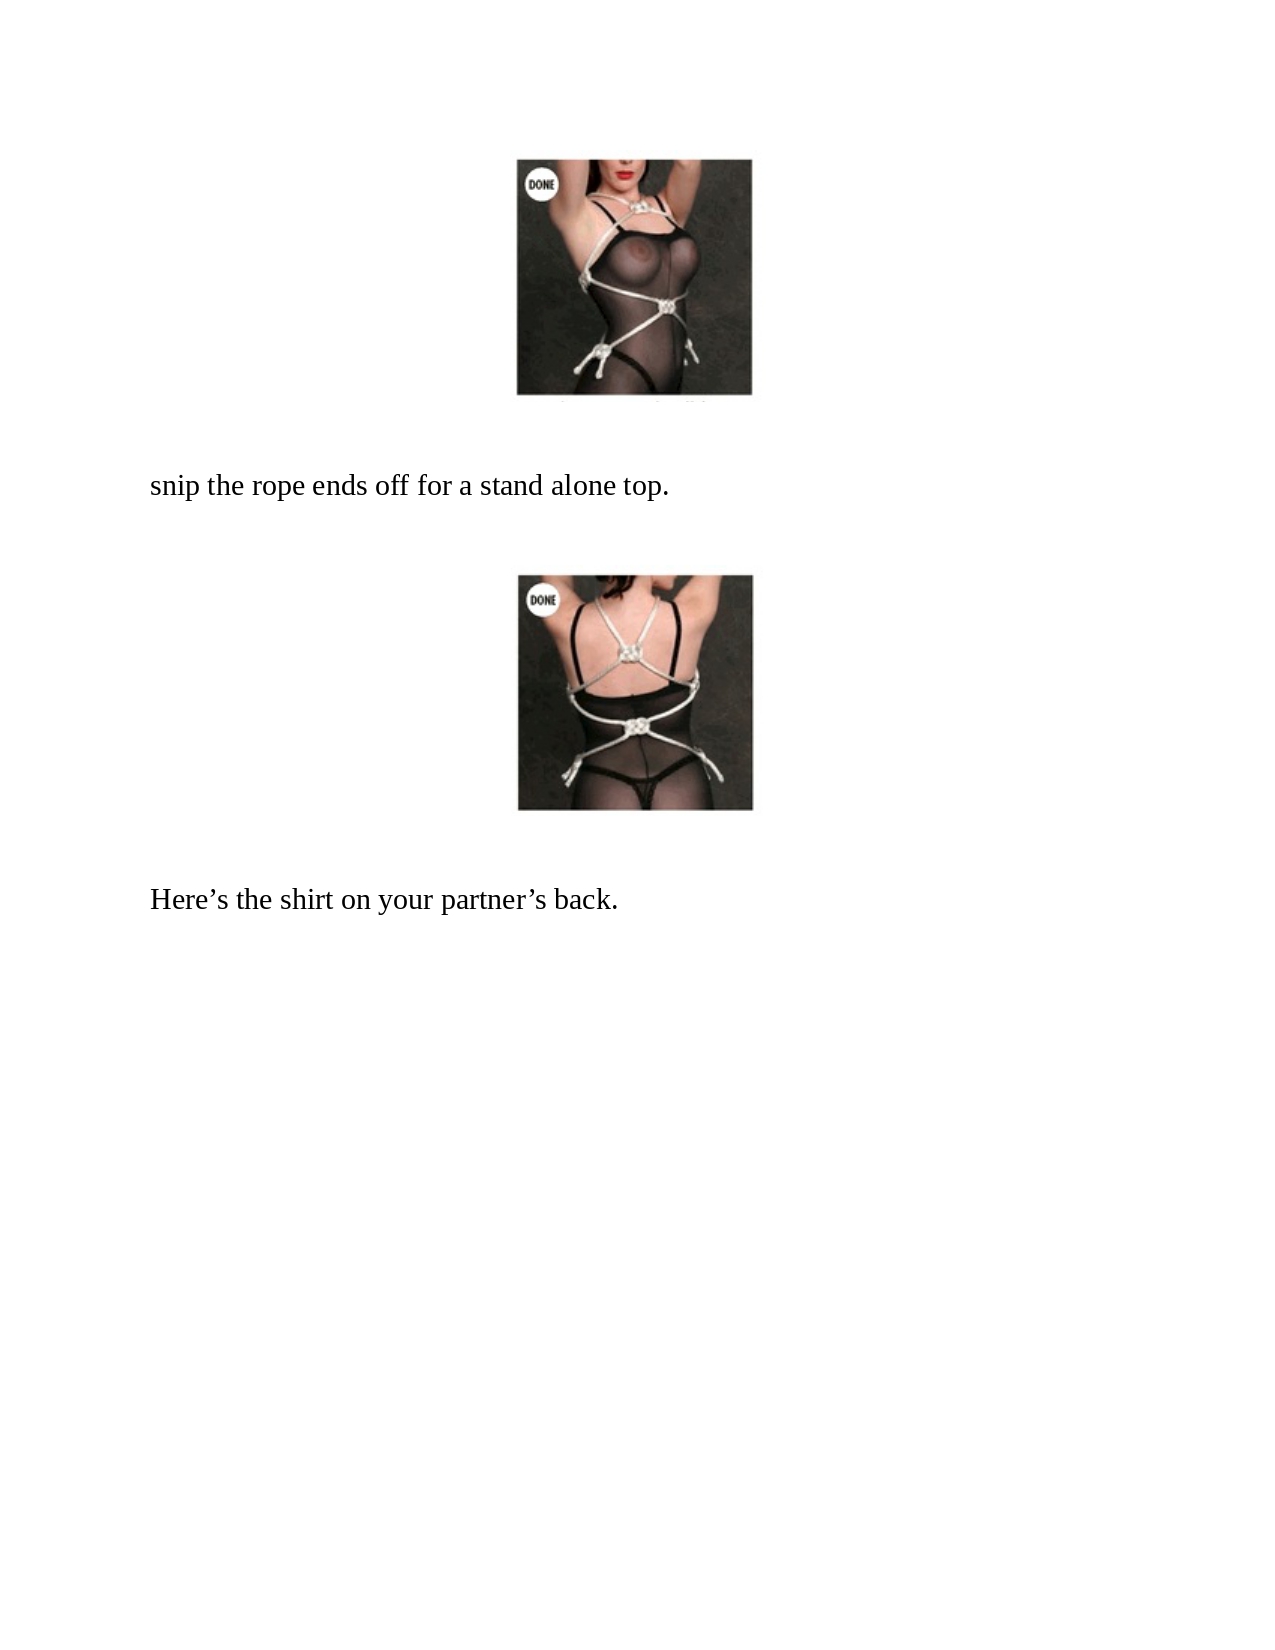 DONE
snip the rope ends off for a stand alone top.
DONE
Here’s the shirt on your partner’s back.